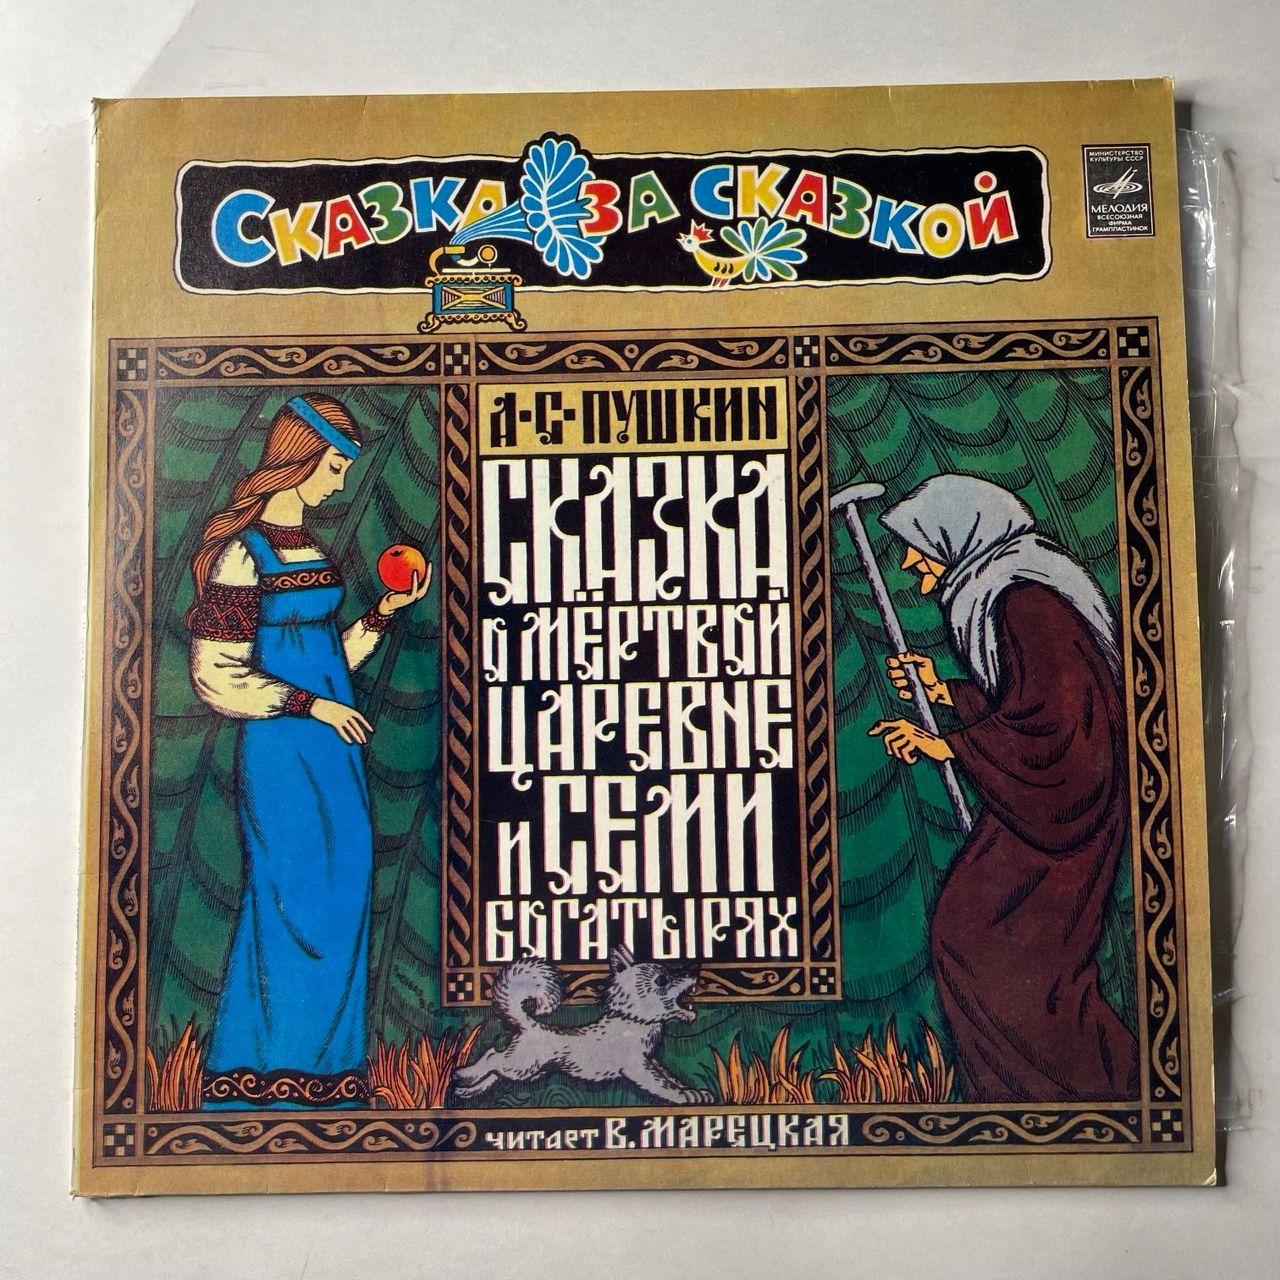 Сказка за сказкой
МИНИСТЕРСТВО
КУЛЬТУРЫ СССР
МЕЛОДИЯ
ВСЕСОЮЗНАЯ
ФИРМА
ГРАМПЛАСТИНОК
А·С·ПУШКИН
СКАЗКА
О МЁРТВОЙ
ЦАРЕВНЕ
И СЕМИ
БОГАТЫРЯХ
ЧИТАЕТ В. МАРЕЦКАЯ